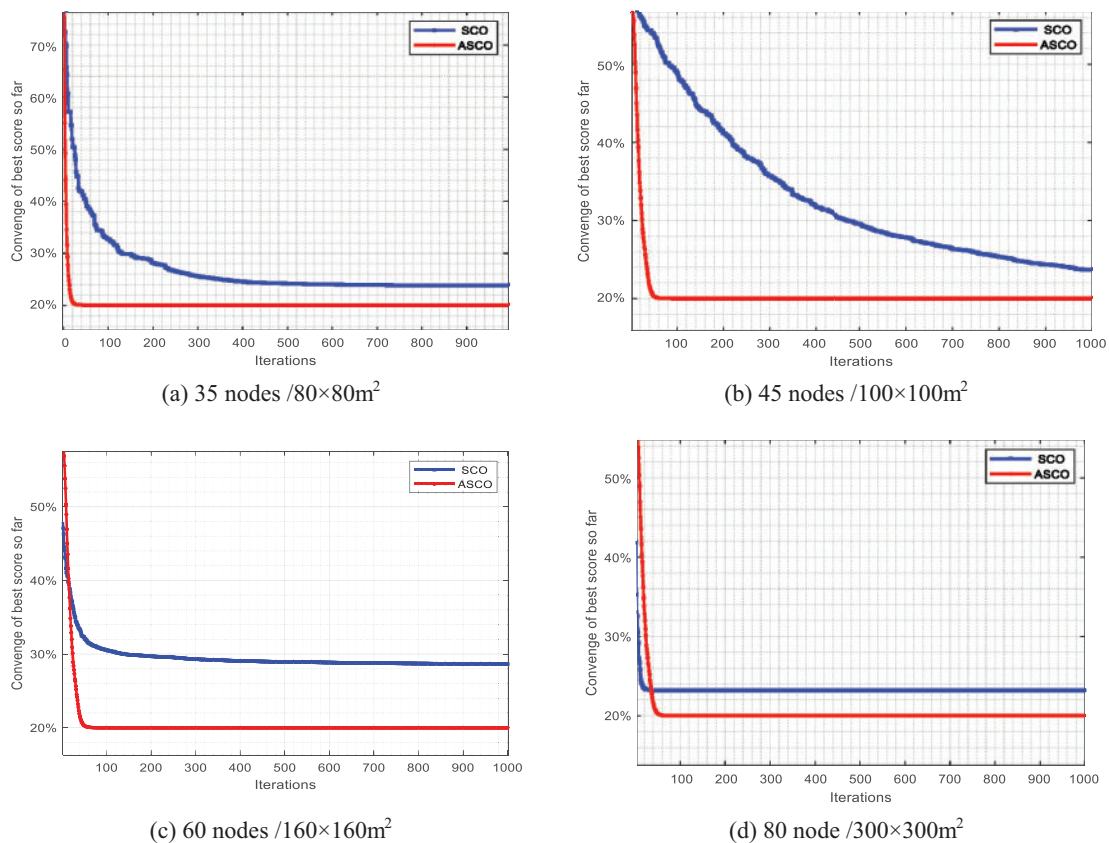 SCO
ASCO
70%
60%
50%
40%
30%
20%
Convenge of best score so far
0 100 200 300 400 500 600 700 800 900
Iterations
(a) 35 nodes /80×80m²
SCO
ASCO
50%
40%
30%
20%
Convenge of best score so far
100 200 300 400 500 600 700 800 900 1000
Iterations
(b) 45 nodes /100×100m²
SCO
ASCO
50%
40%
30%
20%
Convenge of best score so far
100 200 300 400 500 600 700 800 900 1000
Iterations
(c) 60 nodes /160×160m²
SCO
ASCO
50%
40%
30%
20%
Convenge of best score so far
100 200 300 400 500 600 700 800 900 1000
Iterations
(d) 80 node /300×300m²